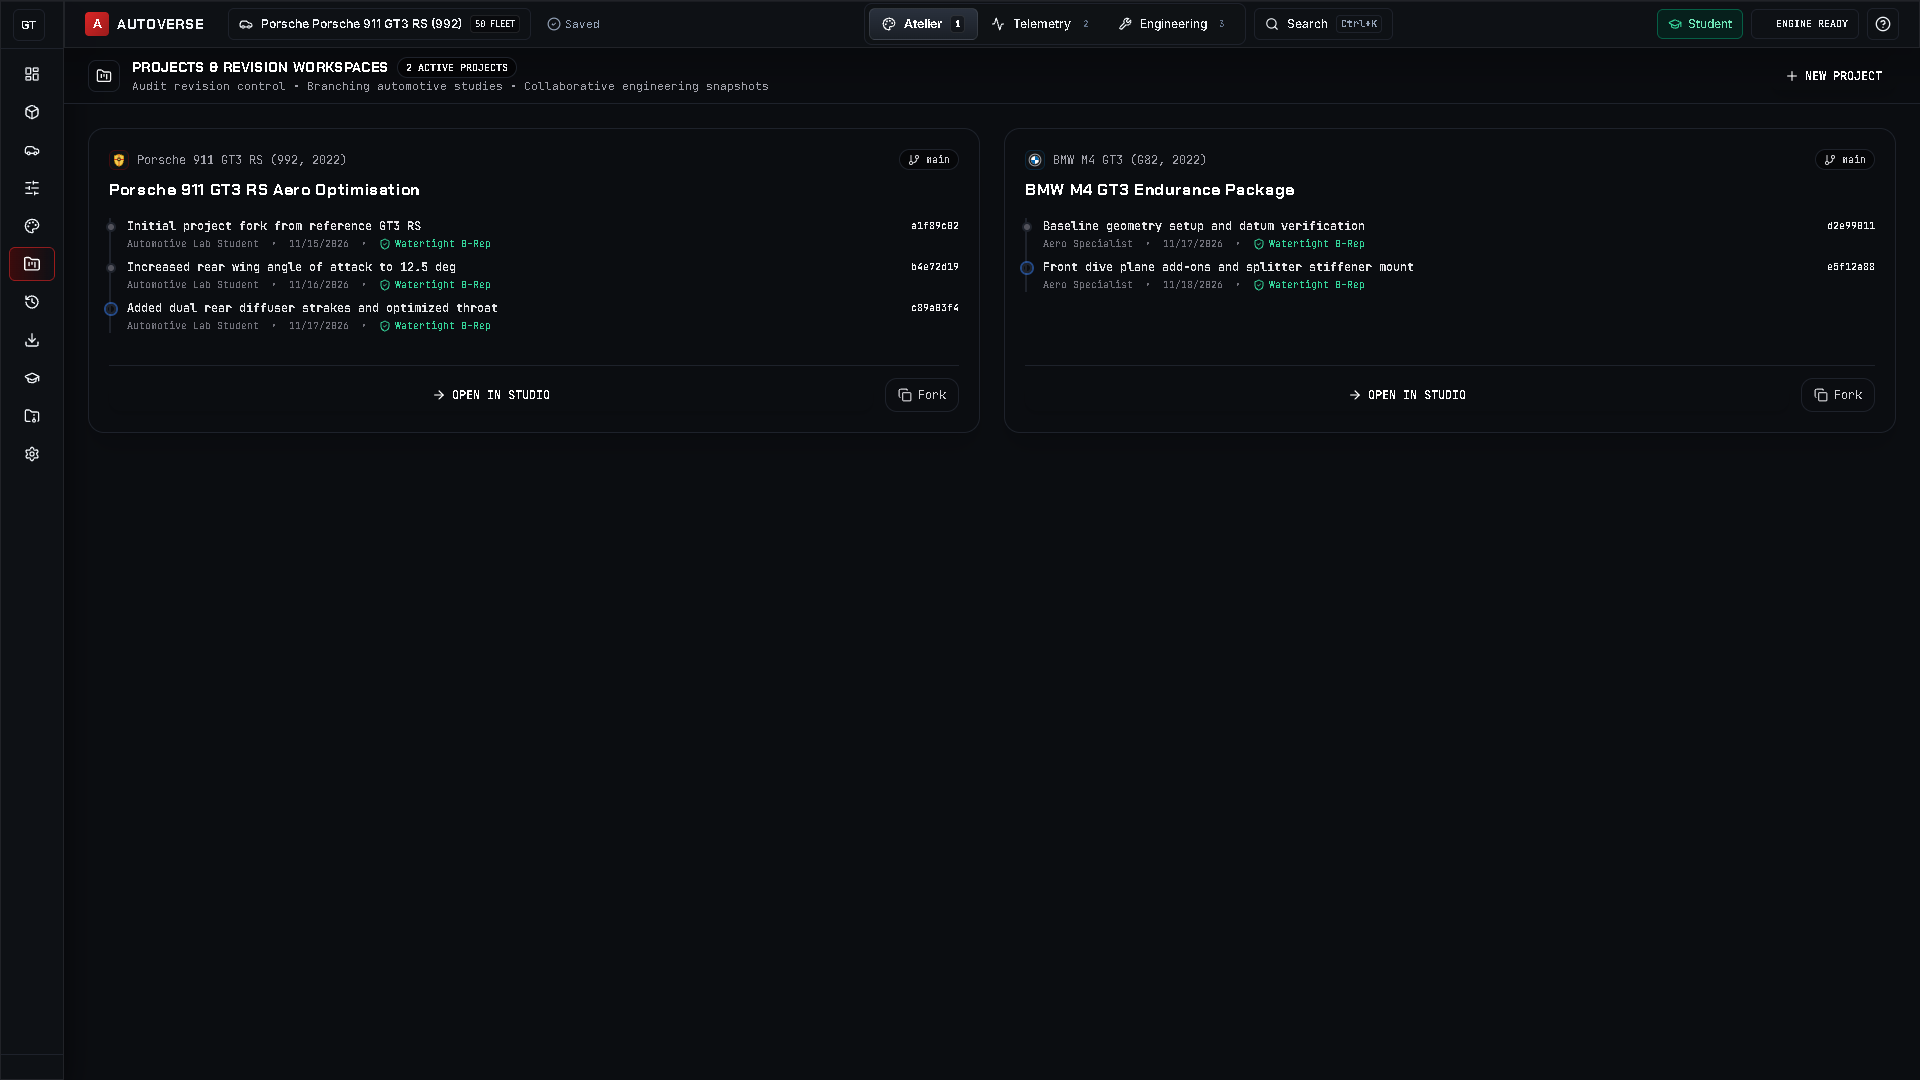 GT
A AUTOVERSE
Porsche Porsche 911 GT3 RS (992) 50 FLEET
Saved
Atelier 1
Telemetry 2
Engineering 3
Search Ctrl+K
Student
ENGINE READY
PROJECTS & REVISION WORKSPACES 2 ACTIVE PROJECTS
Audit revision control • Branching automotive studies • Collaborative engineering snapshots
+ NEW PROJECT
Porsche 911 GT3 RS (992, 2022) main
Porsche 911 GT3 RS Aero Optimisation
Initial project fork from reference GT3 RS a1f89c02
Automotive Lab Student • 11/15/2026 • Watertight B-Rep
Increased rear wing angle of attack to 12.5 deg b4e72d19
Automotive Lab Student • 11/16/2026 • Watertight B-Rep
Added dual rear diffuser strakes and optimized throat c89a03f4
Automotive Lab Student • 11/17/2026 • Watertight B-Rep
→ OPEN IN STUDIO
Fork
BMW M4 GT3 (G82, 2022) main
BMW M4 GT3 Endurance Package
Baseline geometry setup and datum verification d2e99011
Aero Specialist • 11/17/2026 • Watertight B-Rep
Front dive plane add-ons and splitter stiffener mount e5f12a88
Aero Specialist • 11/18/2026 • Watertight B-Rep
→ OPEN IN STUDIO
Fork